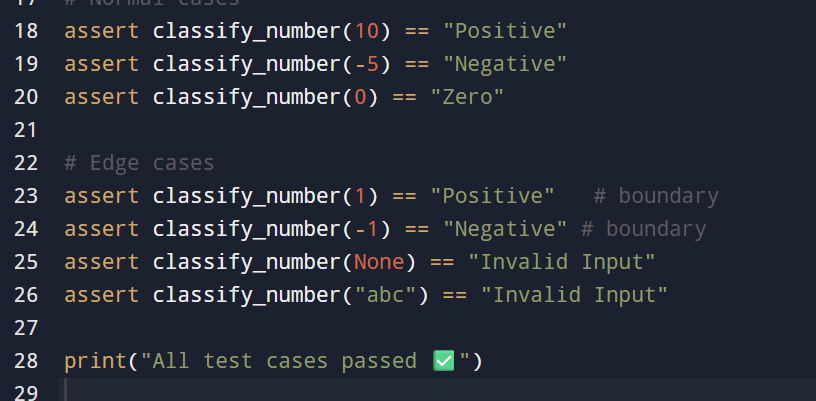 17 # Normal cases
18 assert classify_number(10) == "Positive"
19 assert classify_number(-5) == "Negative"
20 assert classify_number(0) == "Zero"
21
22 # Edge cases
23 assert classify_number(1) == "Positive"   # boundary
24 assert classify_number(-1) == "Negative" # boundary
25 assert classify_number(None) == "Invalid Input"
26 assert classify_number("abc") == "Invalid Input"
27
28 print("All test cases passed ✅")
29